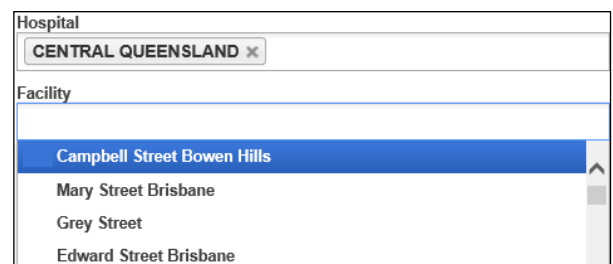 Hospital
CENTRAL QUEENSLAND ×
Facility
Campbell Street Bowen Hills
Mary Street Brisbane
Grey Street
Edward Street Brisbane